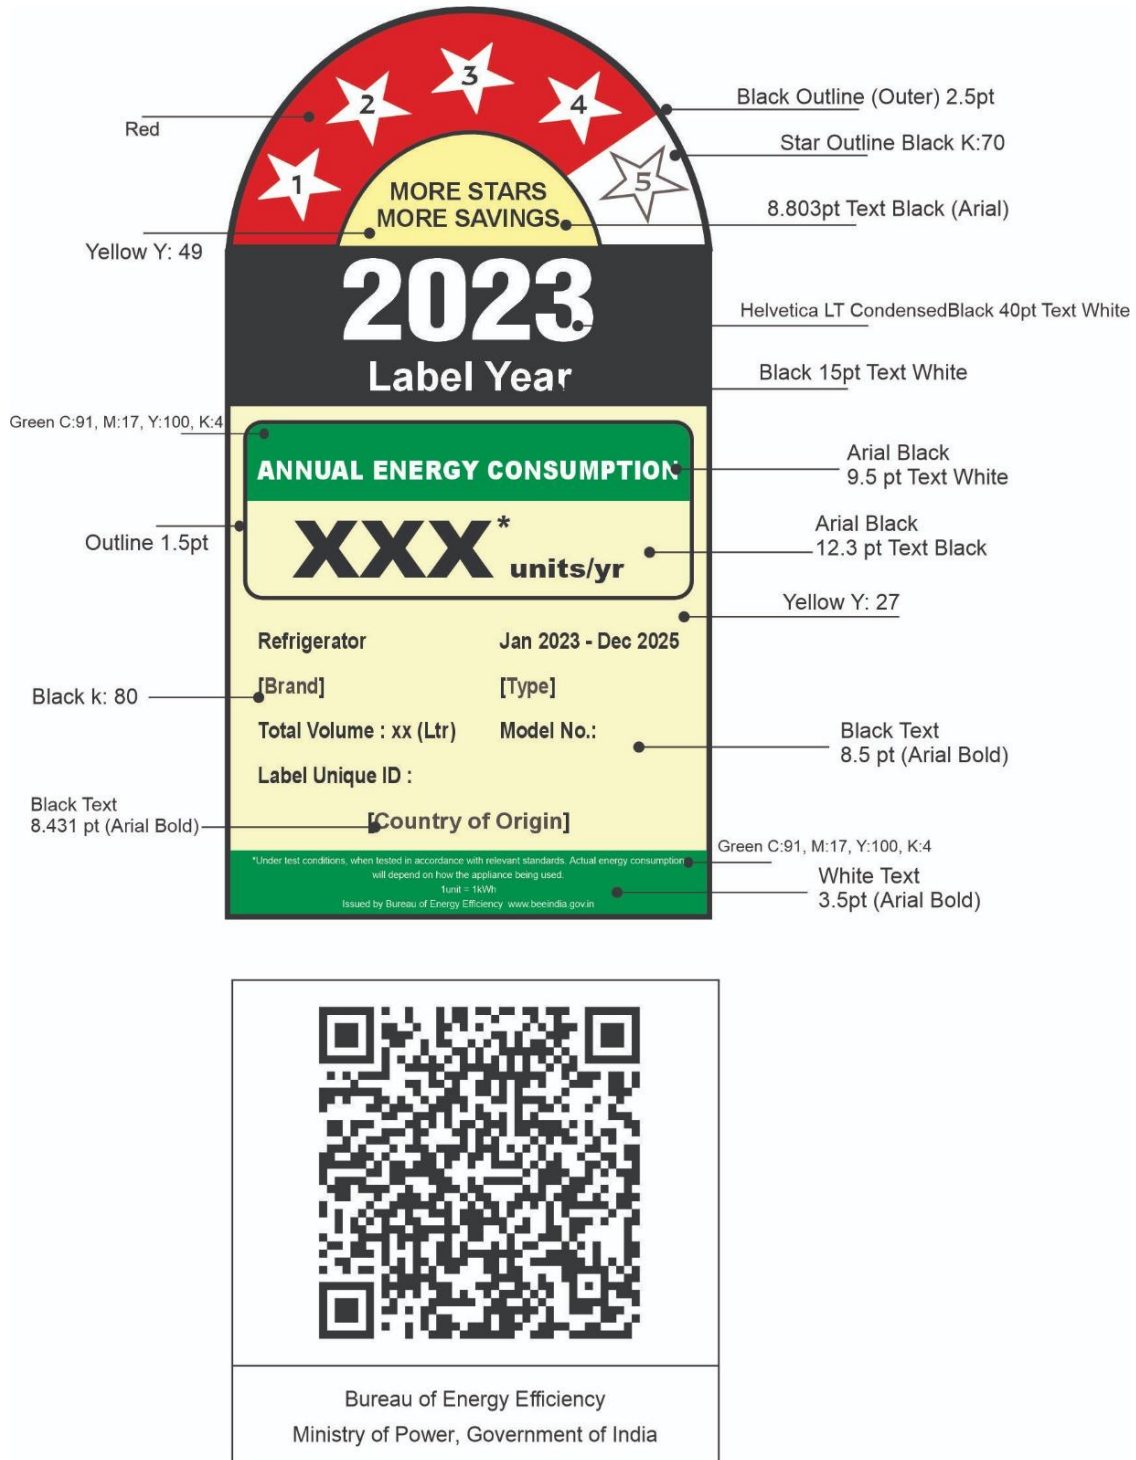 1
2
3
4
5
Red
Black Outline (Outer) 2.5pt
Star Outline Black K:70
MORE STARS
MORE SAVINGS
8.803pt Text Black (Arial)
Yellow Y: 49
2023
Helvetica LT CondensedBlack 40pt Text White
Label Year
Black 15pt Text White
Green C:91, M:17, Y:100, K:4
ANNUAL ENERGY CONSUMPTION
Arial Black
9.5 pt Text White
XXX* units/yr
Outline 1.5pt
Arial Black
12.3 pt Text Black
Yellow Y: 27
Refrigerator Jan 2023 - Dec 2025
Black k: 80
[Brand] [Type]
Total Volume : xx (Ltr) Model No.:
Black Text
8.5 pt (Arial Bold)
Label Unique ID :
Black Text
8.431 pt (Arial Bold)
[Country of Origin]
Green C:91, M:17, Y:100, K:4
*Under test conditions, when tested in accordance with relevant standards. Actual energy consumption
will depend on how the appliance being used.
1unit = 1kWh
Issued by Bureau of Energy Efficiency www.beeindia.gov.in
White Text
3.5pt (Arial Bold)
Bureau of Energy Efficiency
Ministry of Power, Government of India